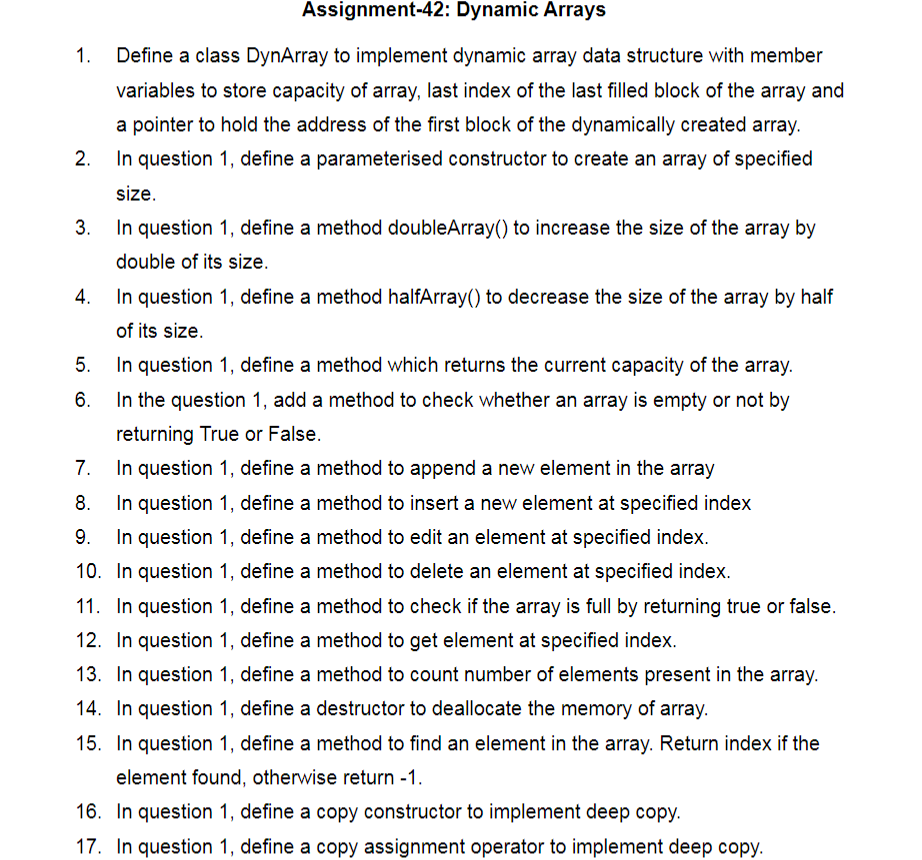 Assignment-42: Dynamic Arrays
1. Define a class DynArray to implement dynamic array data structure with member
variables to store capacity of array, last index of the last filled block of the array and
a pointer to hold the address of the first block of the dynamically created array.
2. In question 1, define a parameterised constructor to create an array of specified
size.
3. In question 1, define a method doubleArray() to increase the size of the array by
double of its size.
4. In question 1, define a method halfArray() to decrease the size of the array by half
of its size.
5. In question 1, define a method which returns the current capacity of the array.
6. In the question 1, add a method to check whether an array is empty or not by
returning True or False.
7. In question 1, define a method to append a new element in the array
8. In question 1, define a method to insert a new element at specified index
9. In question 1, define a method to edit an element at specified index.
10. In question 1, define a method to delete an element at specified index.
11. In question 1, define a method to check if the array is full by returning true or false.
12. In question 1, define a method to get element at specified index.
13. In question 1, define a method to count number of elements present in the array.
14. In question 1, define a destructor to deallocate the memory of array.
15. In question 1, define a method to find an element in the array. Return index if the
element found, otherwise return -1.
16. In question 1, define a copy constructor to implement deep copy.
17. In question 1, define a copy assignment operator to implement deep copy.